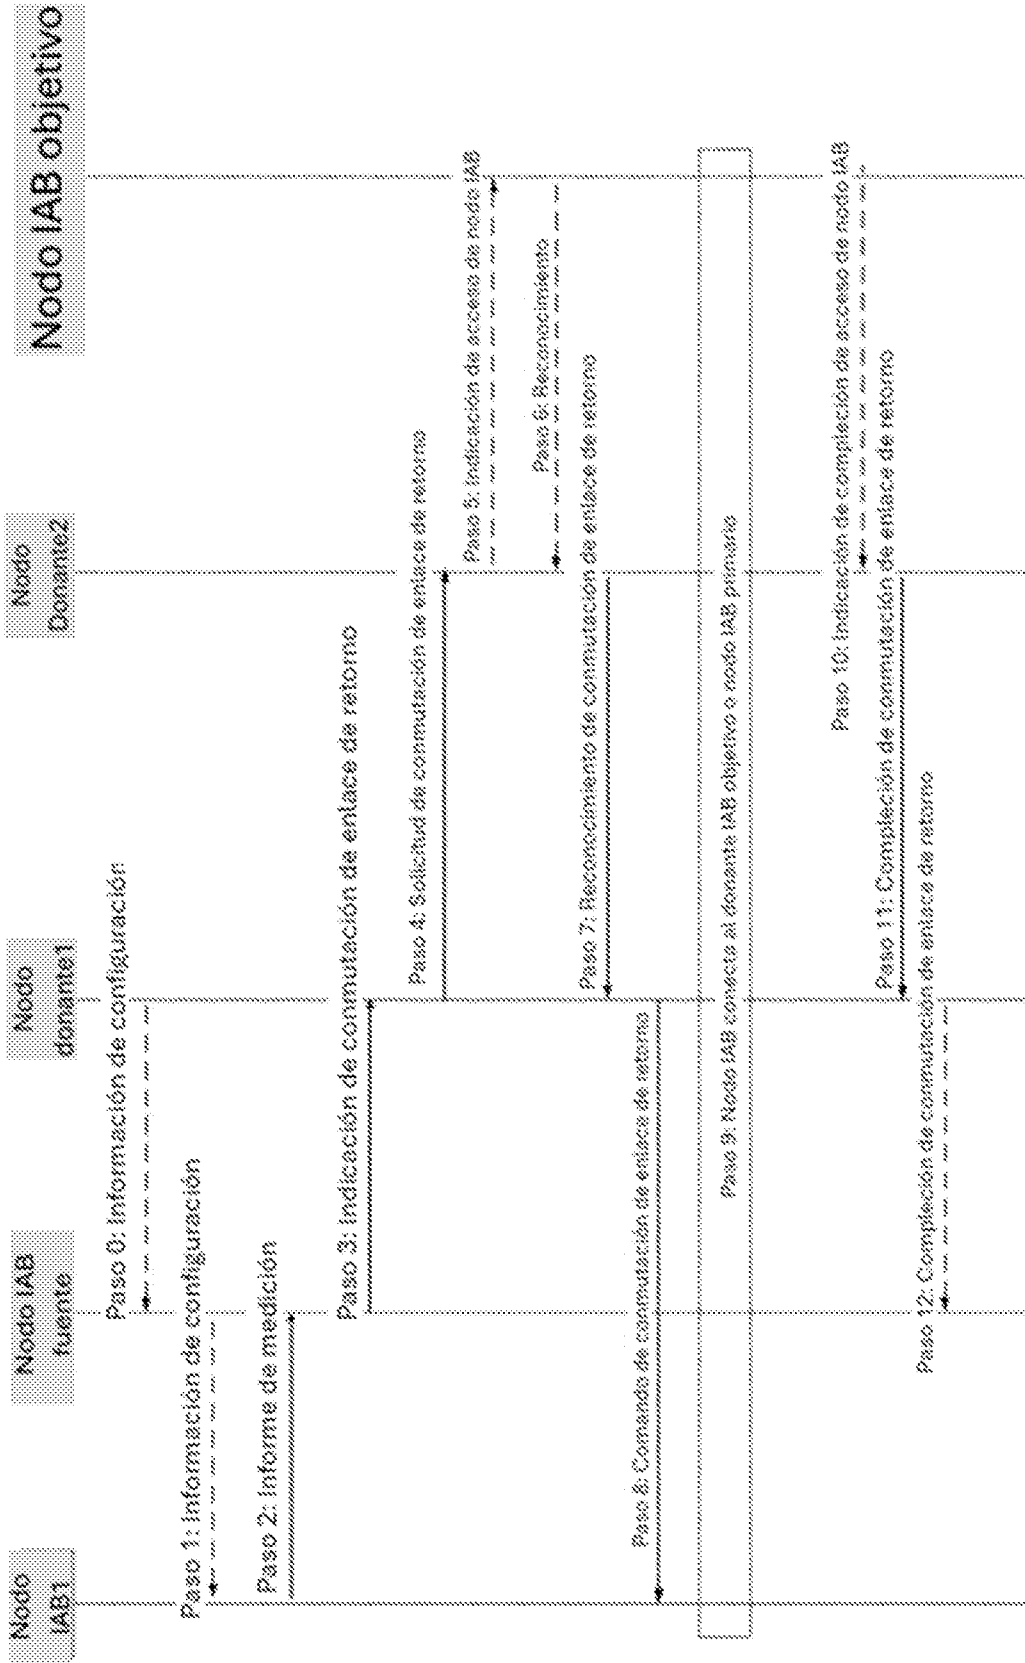 Nodo
IAB1
Nodo IAB
fuente
Nodo
donante1
Nodo
Donante2
Nodo IAB objetivo
Paso 0: Información de configuración
Paso 1: Información de configuración
Paso 2: Informe de medición
Paso 3: Indicación de conmutación de enlace de retorno
Paso 4: Solicitud de conmutación de enlace de retorno
Paso 5: Indicación de acceso de nodo IAB
Paso 6: Reconocimiento
Paso 7: Reconocimiento de conmutación de enlace de retorno
Paso 8: Comando de conmutación de enlace de retorno
Paso 9: Nodo IAB conecta al donante IAB objetivo o nodo IAB primario
Paso 10: Indicación de compleción de acceso de nodo IAB
Paso 11: Compleción de conmutación de enlace de retorno
Paso 12: Compleción de conmutación de enlace de retorno